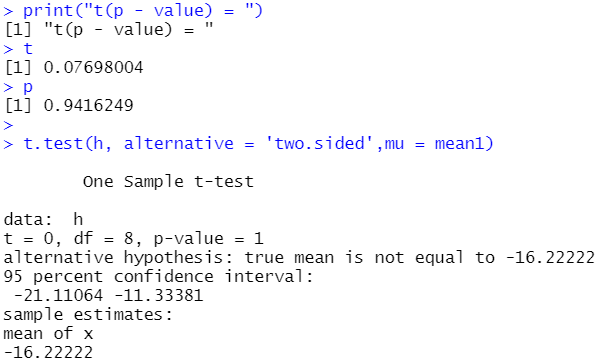 > print("t(p - value) = ")
[1] "t(p - value) = "
> t
[1] 0.07698004
> p
[1] 0.9416249
>
> t.test(h, alternative = 'two.sided',mu = mean1)
One Sample t-test
data:  h
t = 0, df = 8, p-value = 1
alternative hypothesis: true mean is not equal to -16.22222
95 percent confidence interval:
 -21.11064 -11.33381
sample estimates:
mean of x
-16.22222